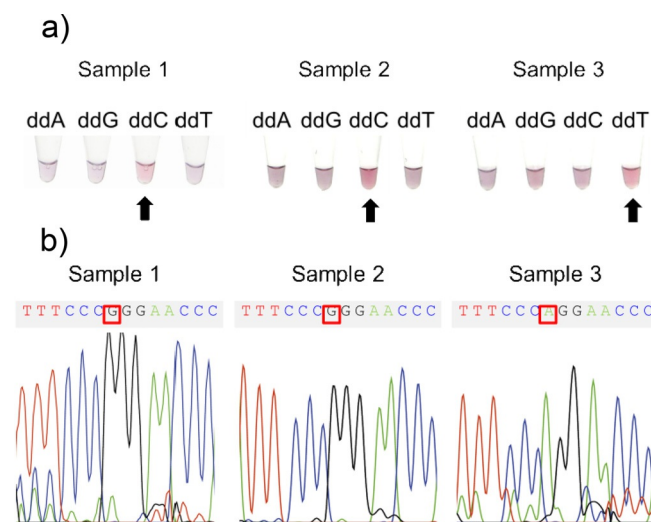 a)
Sample 1 Sample 2 Sample 3
ddA ddG ddC ddT ddA ddG ddC ddT ddA ddG ddC ddT
b)
Sample 1 Sample 2 Sample 3
TTTCCCGGGAACCC TTTCCCGGGAACCC TTTCCCAGGAACCC